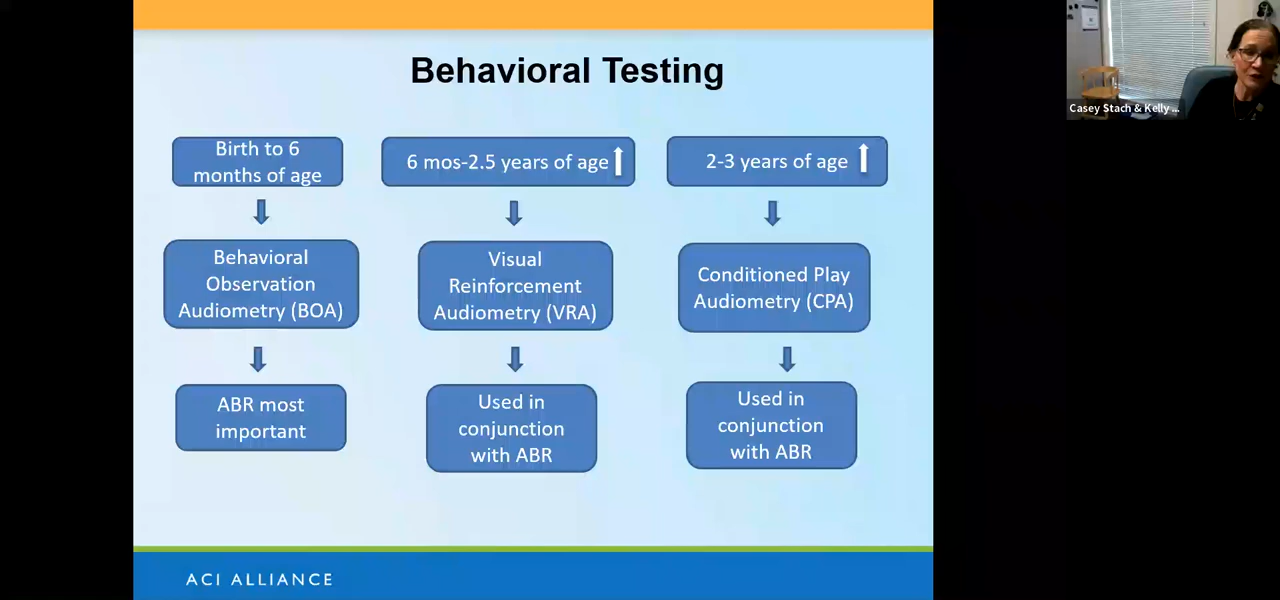 Behavioral Testing
Birth to 6
months of age
6 mos-2.5 years of age
2-3 years of age
Behavioral
Observation
Audiometry (BOA)
Visual
Reinforcement
Audiometry (VRA)
Conditioned Play
Audiometry (CPA)
ABR most
important
Used in
conjunction
with ABR
Used in
conjunction
with ABR
ACI ALLIANCE
Casey Stach & Kelly ...